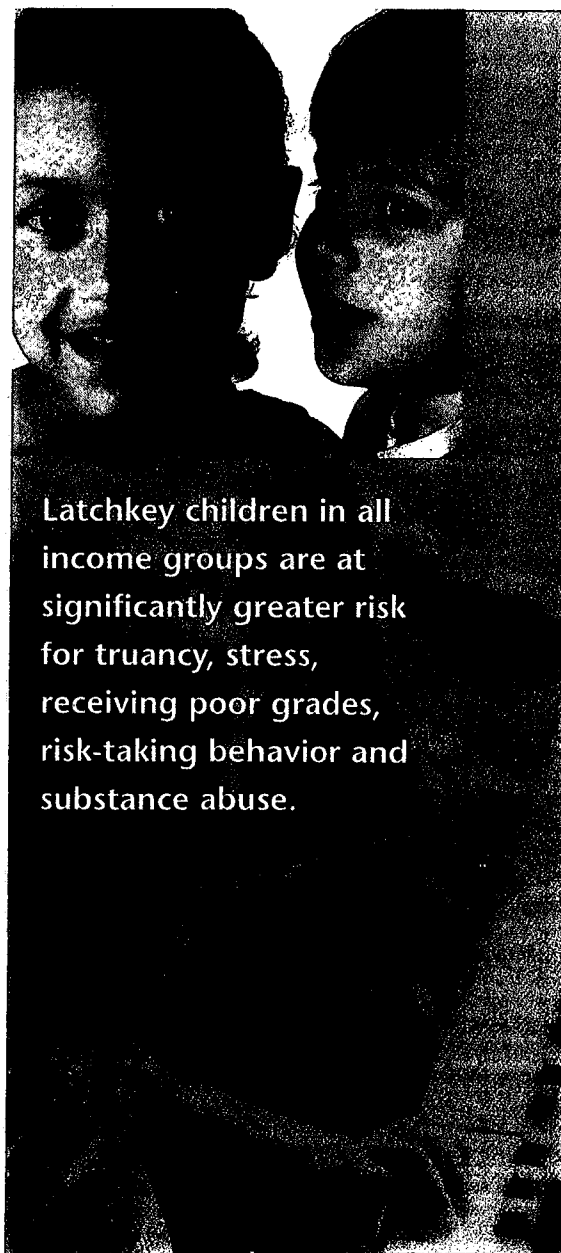 Latchkey children in all
income groups are at
significantly greater risk
for truancy, stress,
receiving poor grades,
risk-taking behavior and
substance abuse.